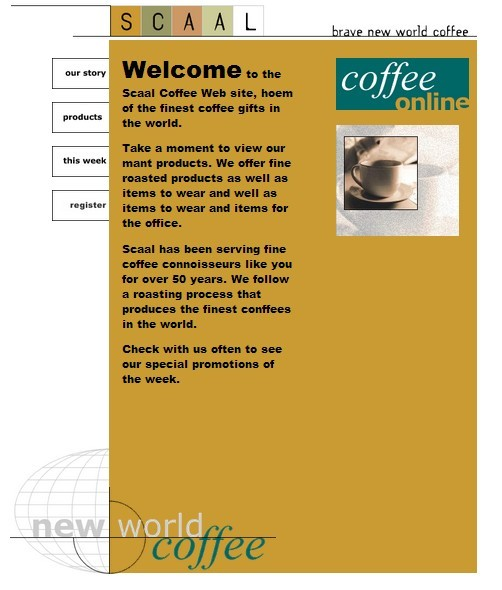 SCAAL
brave new world coffee
our story
products
this week
register
Welcome to the
Scaal Coffee Web site, hoem
of the finest coffee gifts in
the world.
Take a moment to view our
mant products. We offer fine
roasted products as well as
items to wear and well as
items to wear and items for
the office.
Scaal has been serving fine
coffee connoisseurs like you
for over 50 years. We follow
a roasting process that
produces the finest conffees
in the world.
Check with us often to see
our special promotions of
the week.
coffee
online
new world
coffee